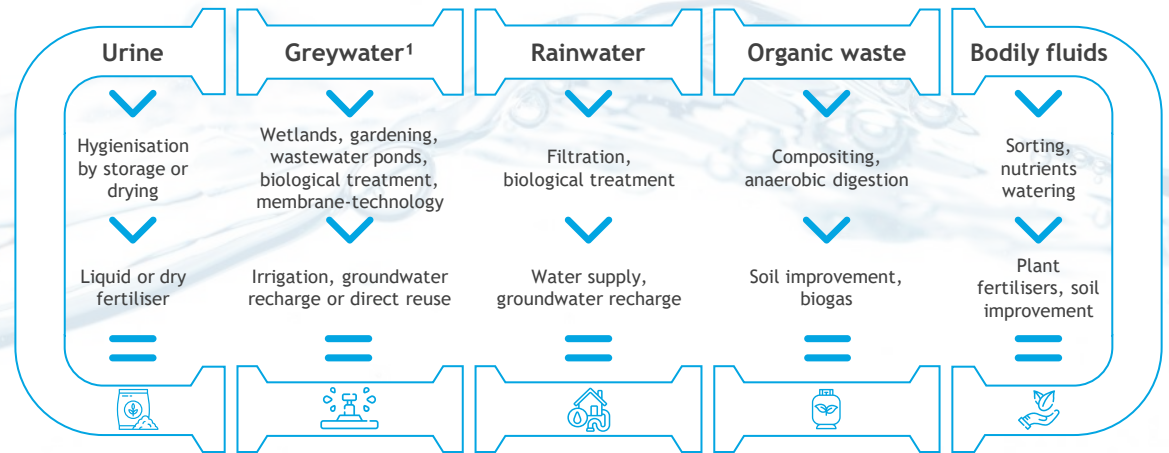 Urine
Hygienisation
by storage or
drying
Liquid or dry
fertiliser
Greywater¹
Wetlands, gardening,
wastewater ponds,
biological treatment,
membrane-technology
Irrigation, groundwater
recharge or direct reuse
Rainwater
Filtration,
biological treatment
Water supply,
groundwater recharge
Organic waste
Compositing,
anaerobic digestion
Soil improvement,
biogas
Bodily fluids
Sorting,
nutrients
watering
Plant
fertilisers, soil
improvement